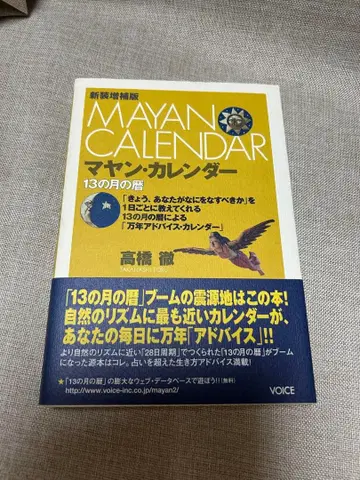 新装増補版
MAYAN
CALENDAR
マヤン・カレンダー
13の月の暦
「きょう、あなたがなにをなすべきか」を
1日ごとに教えてくれる
13の月の暦による
「万年アドバイス・カレンダー」
高橋 徹
「13の月の暦」ブームの震源地はこの本!
自然のリズムに最も近いカレンダーが、
あなたの毎日に万年「アドバイス」!!
より自然のリズムに近い「28日周期」でつくられた「13の月の暦」がブーム
になった源本はコレ。占いを超えた生き方アドバイス満載!
★「13の月の暦」の膨大なウェブ・データベースで遊ぼう!!(無料)
http://www.voice-inc.co.jp/mayan2/
VOICE